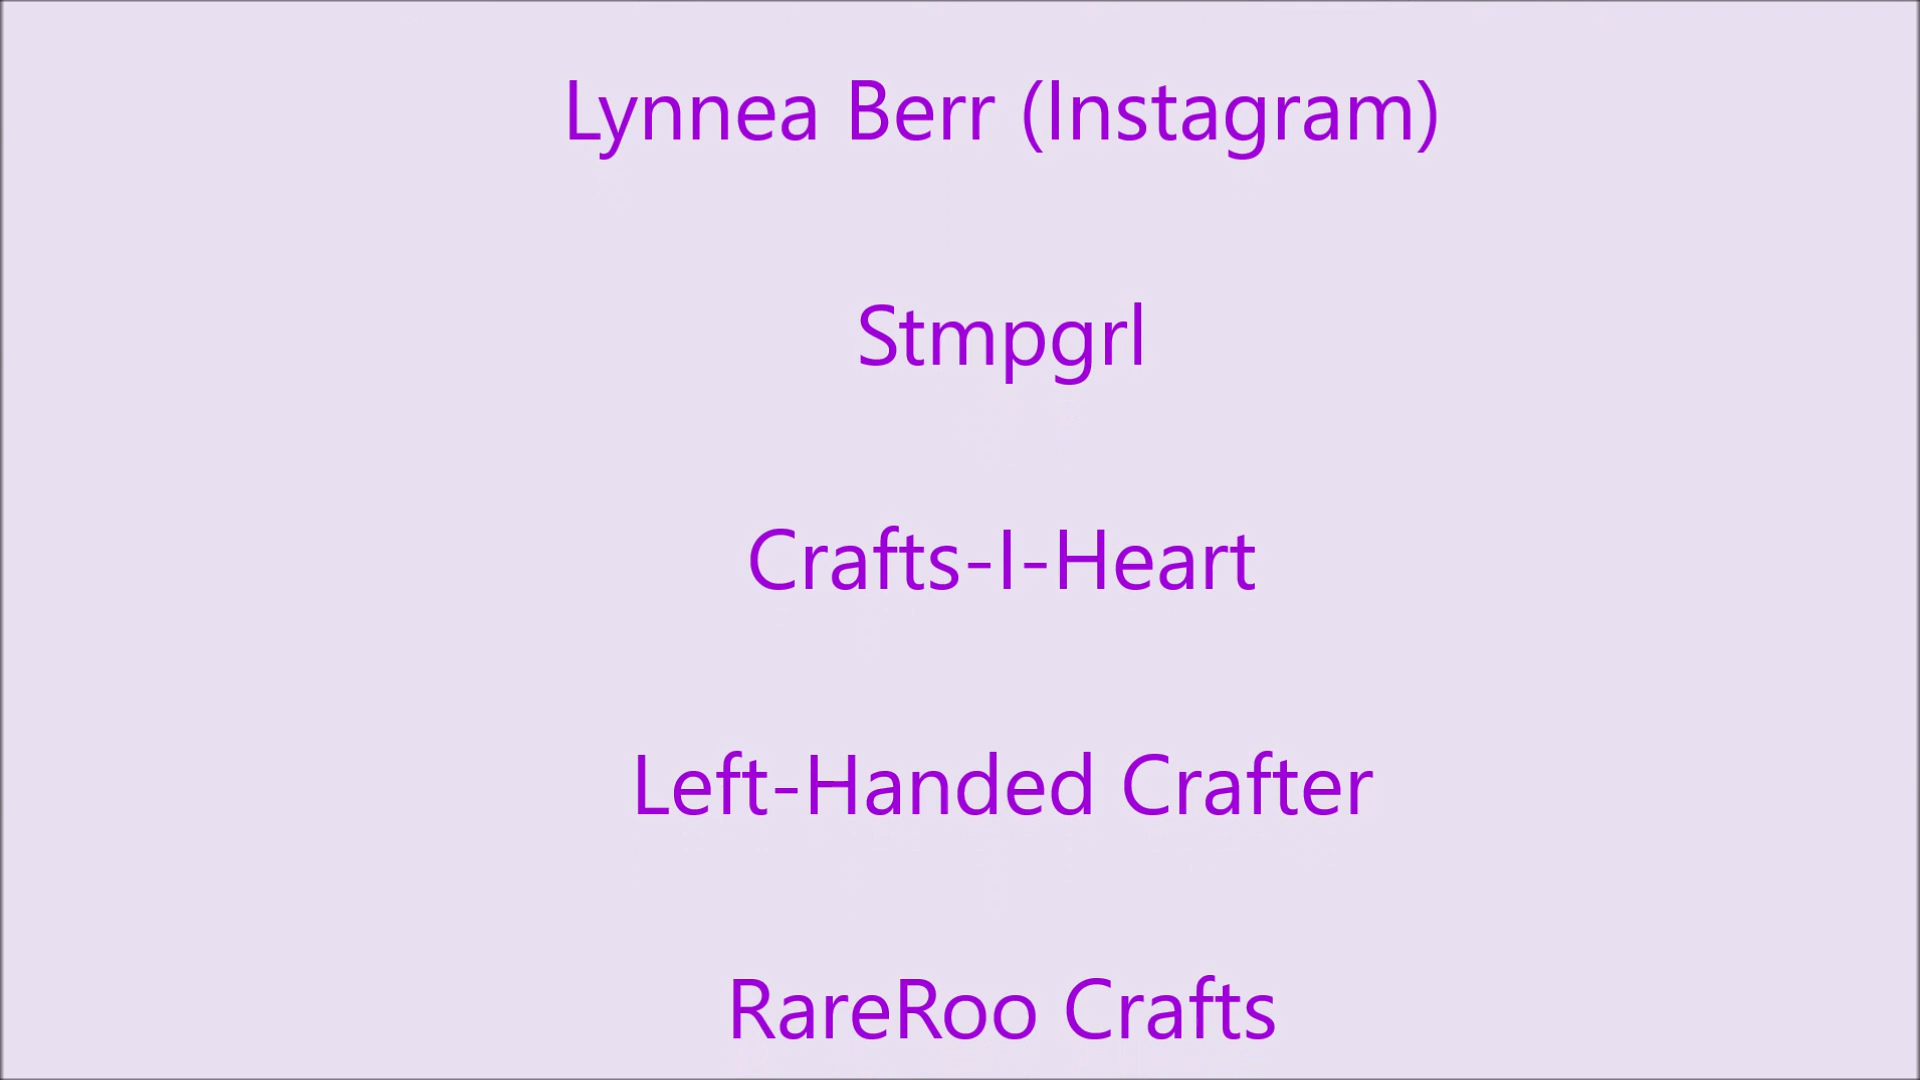 Lynnea Berr (Instagram)
Stmpgrl
Crafts-I-Heart
Left-Handed Crafter
RareRoo Crafts